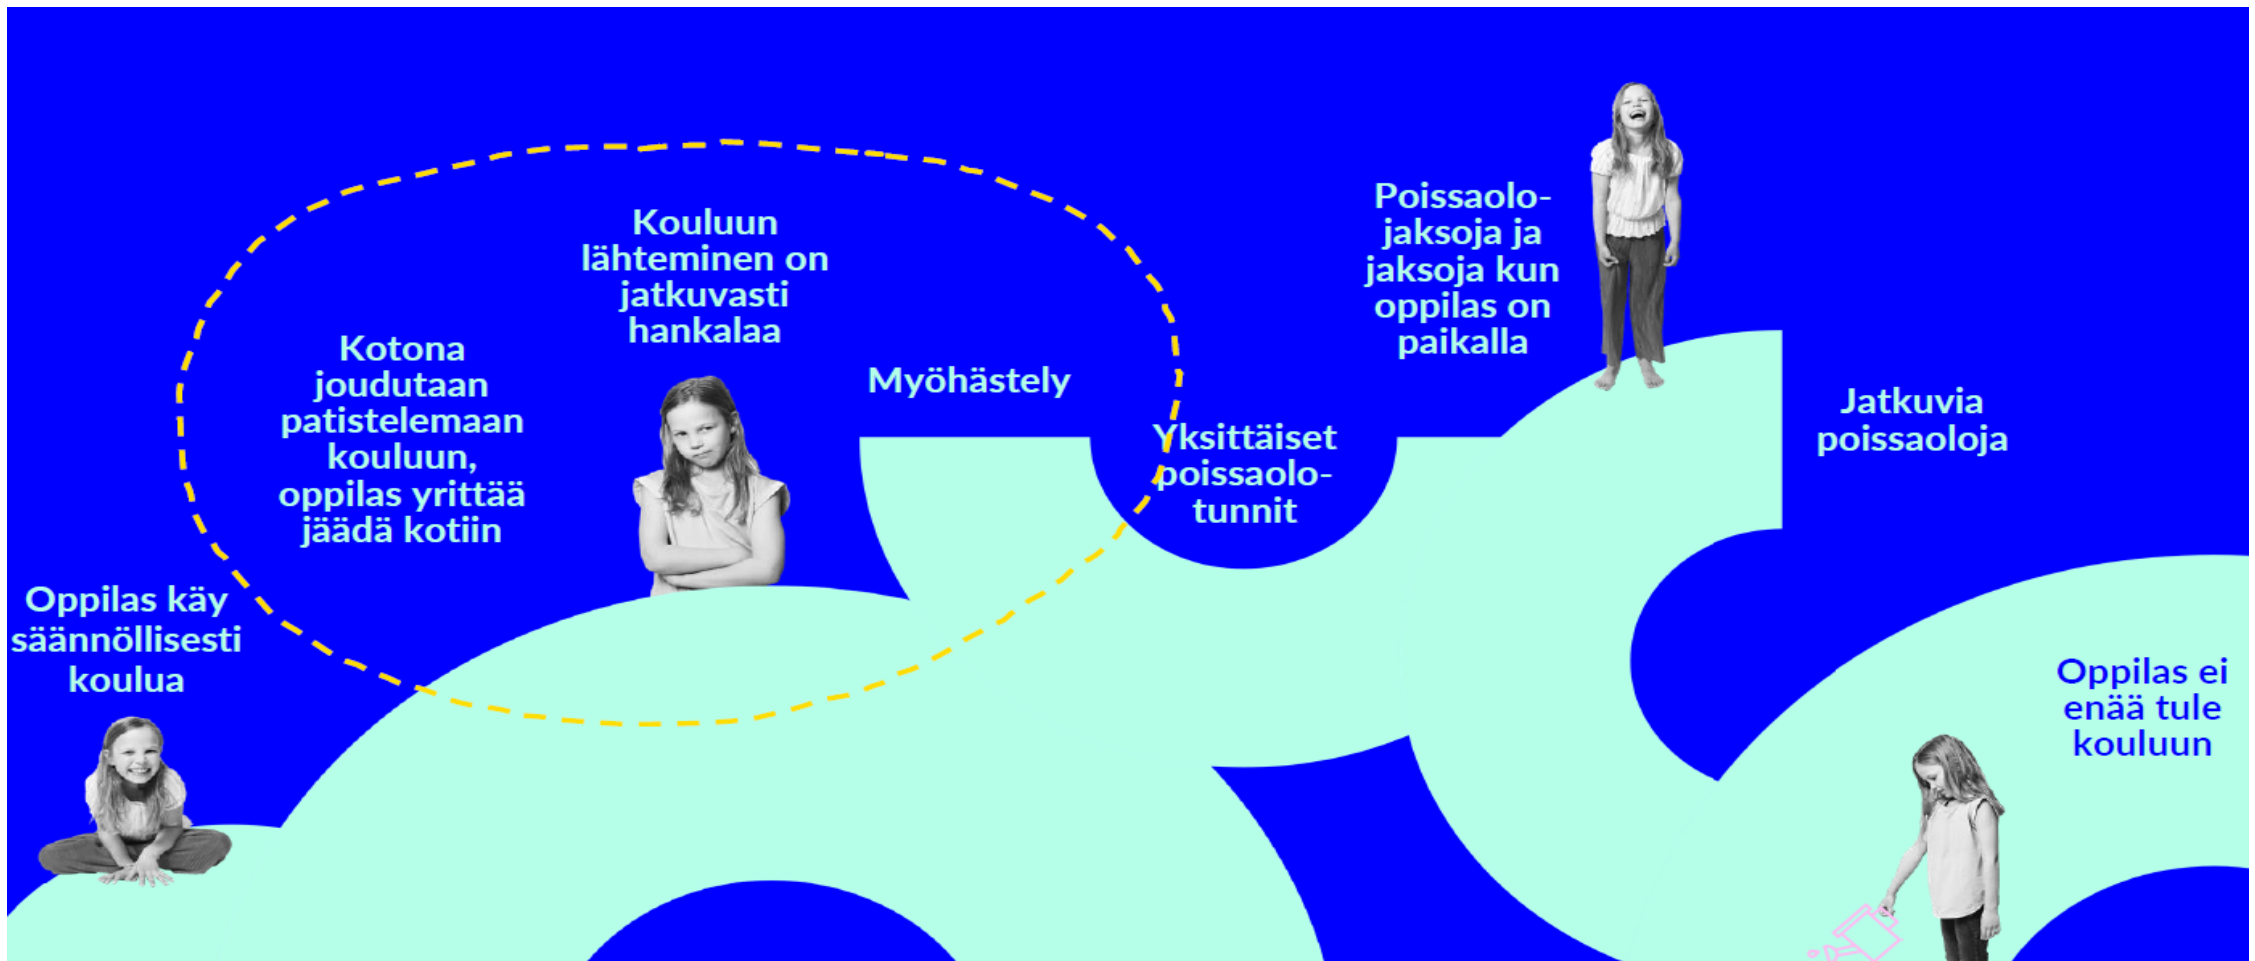 Oppilas käy
säännöllisesti
koulua
Kotona
joudutaan
patistelemaan
kouluun,
oppilas yrittää
jäädä kotiin
Kouluun
lähteminen on
jatkuvasti
hankalaa
Myöhästely
Yksittäiset
poissaolo-
tunnit
Poissaolo-
jaksoja ja
jaksoja kun
oppilas on
paikalla
Jatkuvia
poissaoloja
Oppilas ei
enää tule
kouluun